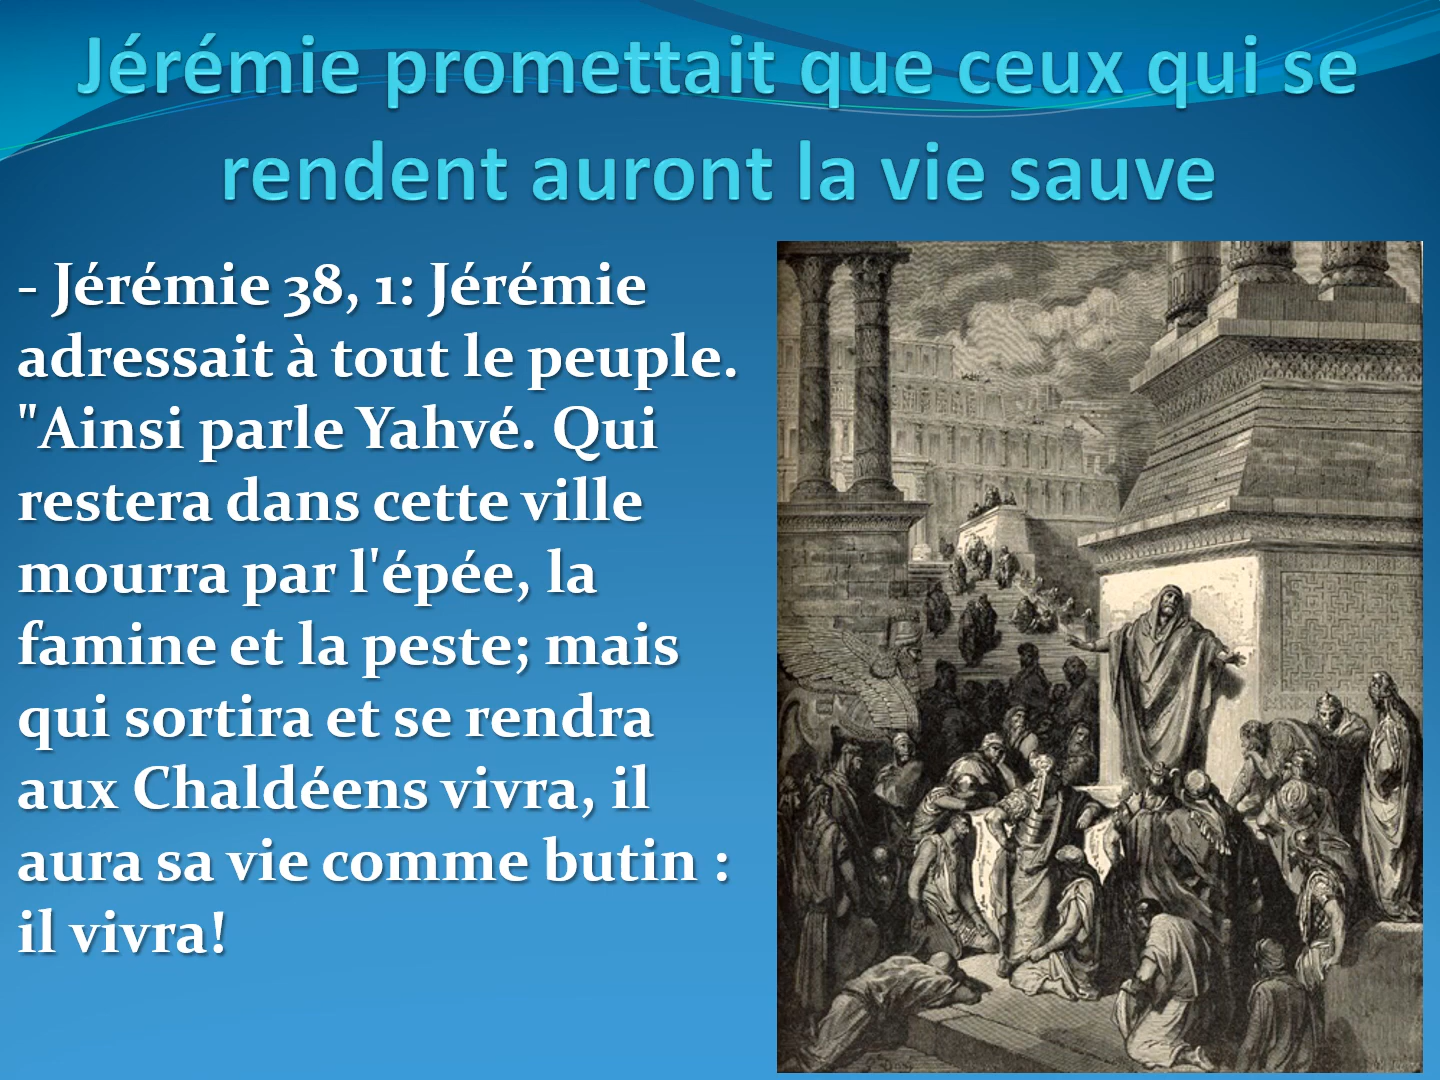 Jérémie promettait que ceux qui se
rendent auront la vie sauve
- Jérémie 38, 1: Jérémie
adressait à tout le peuple.
"Ainsi parle Yahvé. Qui
restera dans cette ville
mourra par l'épée, la
famine et la peste; mais
qui sortira et se rendra
aux Chaldéens vivra, il
aura sa vie comme butin :
il vivra!